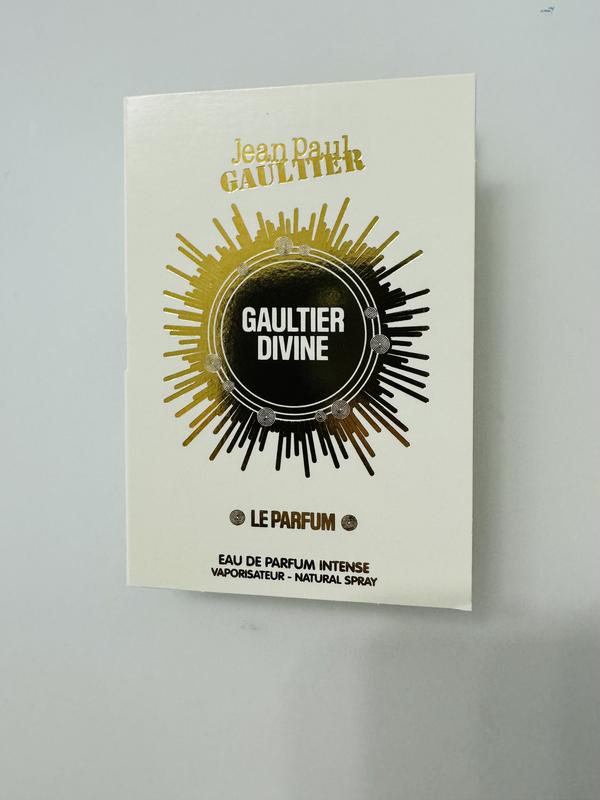 Jean Paul
GAULTIER
GAULTIER
DIVINE
LE PARFUM
EAU DE PARFUM INTENSE
VAPORISATEUR - NATURAL SPRAY